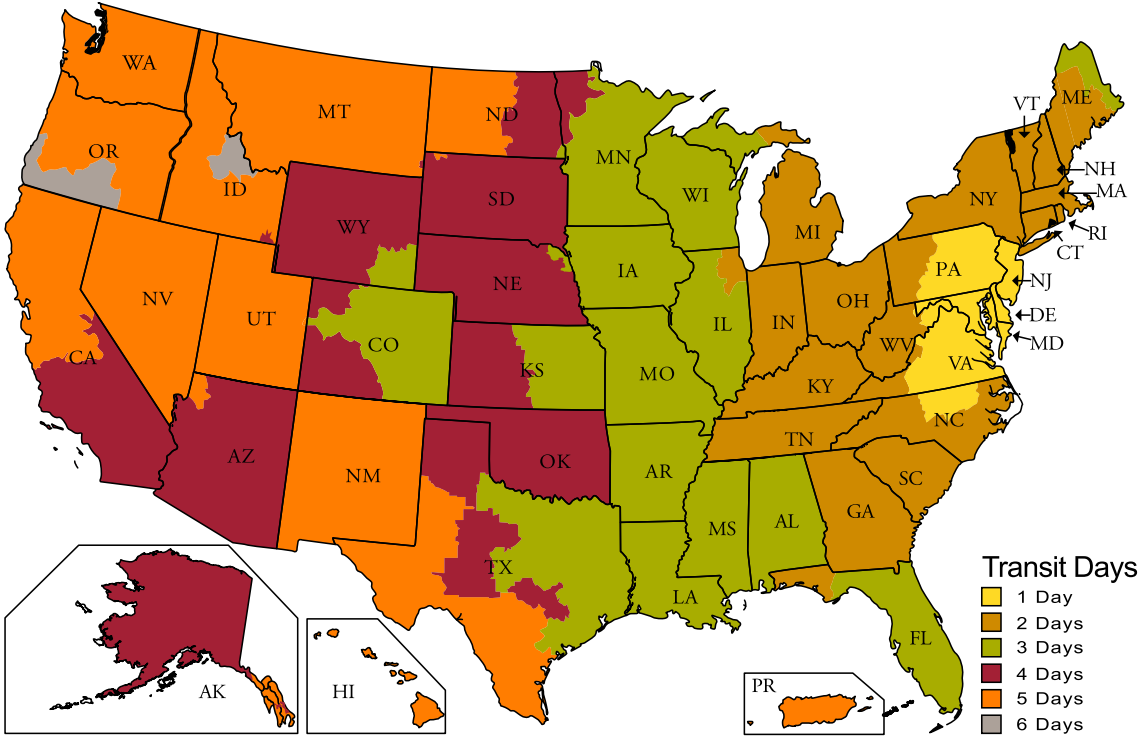 WA
MT
ND
OR
ID
WY
SD
MN
WI
MI
NY
ME
VT
NH
MA
RI
CT
NJ
DE
MD
PA
NV
UT
CO
CA
NE
IA
KS
MO
IL
IN
OH
WV
VA
KY
NC
TN
AZ
NM
OK
AR
SC
GA
MS
AL
TX
LA
FL
AK
HI
PR
Transit Days
1 Day
2 Days
3 Days
4 Days
5 Days
6 Days